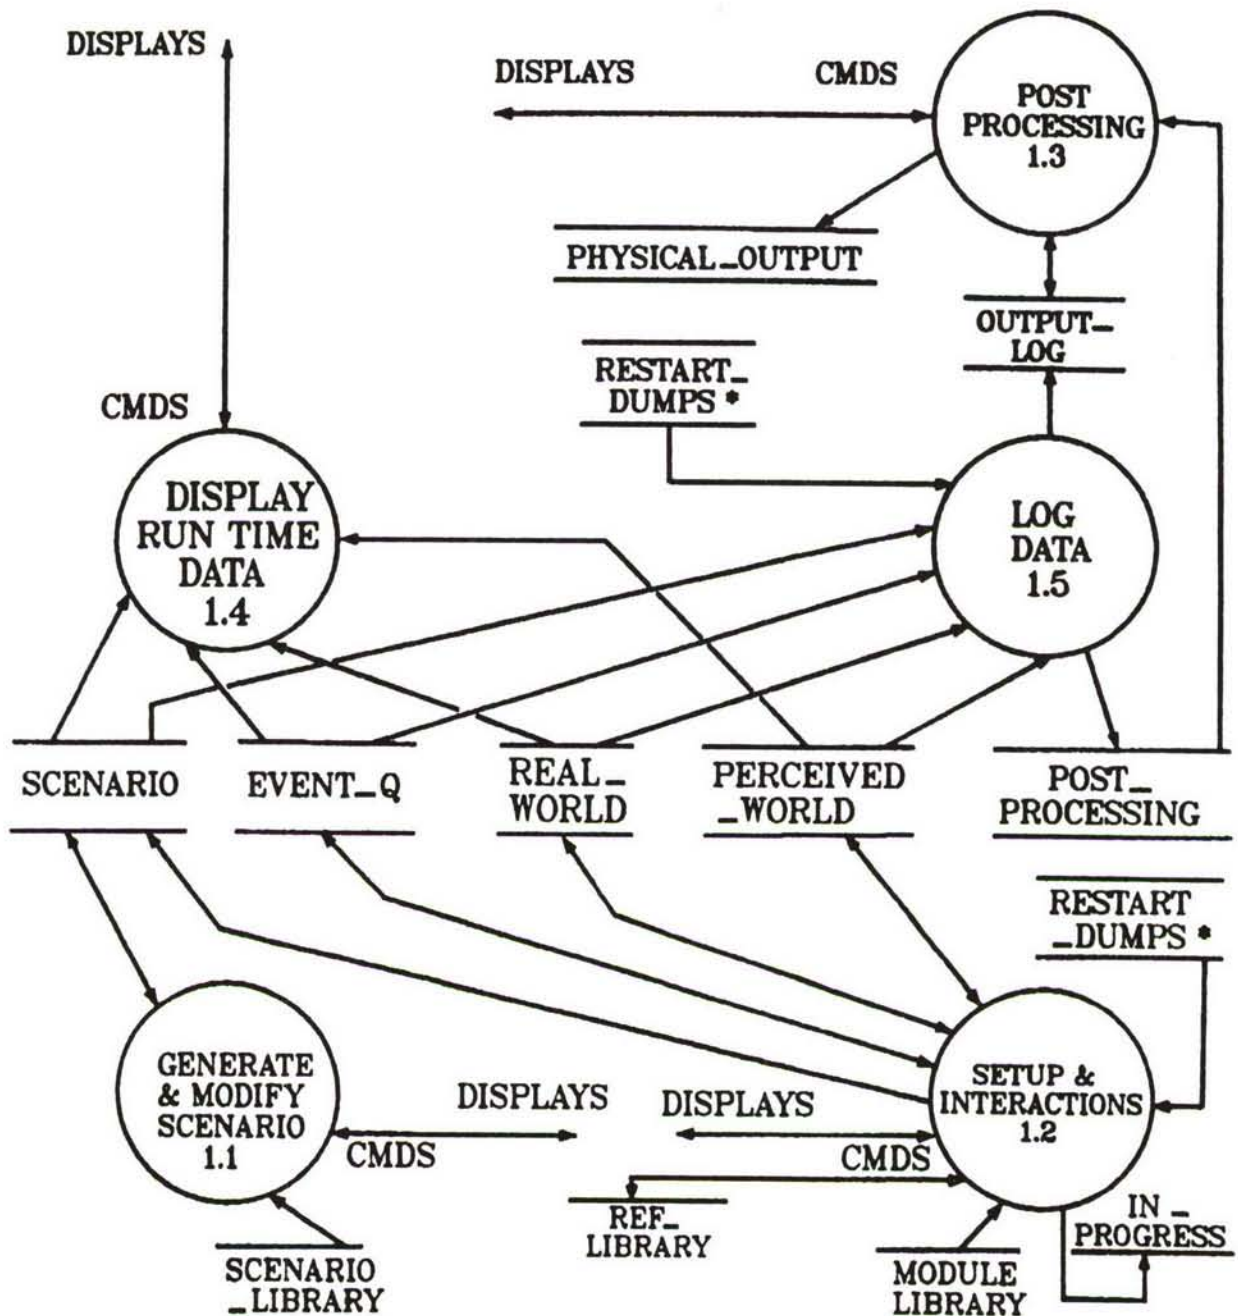 DISPLAYS
DISPLAYS
CMDS
POST
PROCESSING
1.3
PHYSICAL_OUTPUT
OUTPUT_
LOG
RESTART_
DUMPS *
CMDS
DISPLAY
RUN TIME
DATA
1.4
LOG
DATA
1.5
SCENARIO
EVENT_Q
REAL_
WORLD
PERCEIVED
_WORLD
POST_
PROCESSING
RESTART
_DUMPS *
GENERATE
& MODIFY
SCENARIO
1.1
DISPLAYS
CMDS
DISPLAYS
CMDS
SETUP &
INTERACTIONS
1.2
REF_
LIBRARY
IN_
PROGRESS
SCENARIO
_LIBRARY
MODULE
LIBRARY